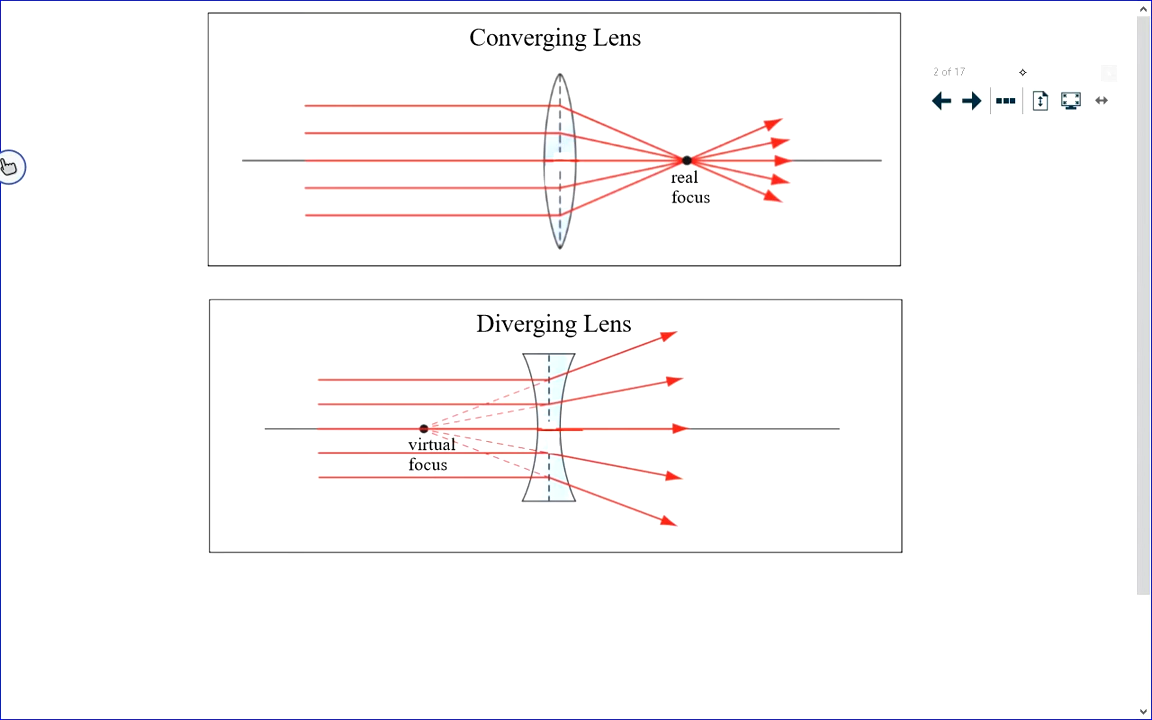 Converging Lens
2 of 17
real
focus
Diverging Lens
virtual
focus